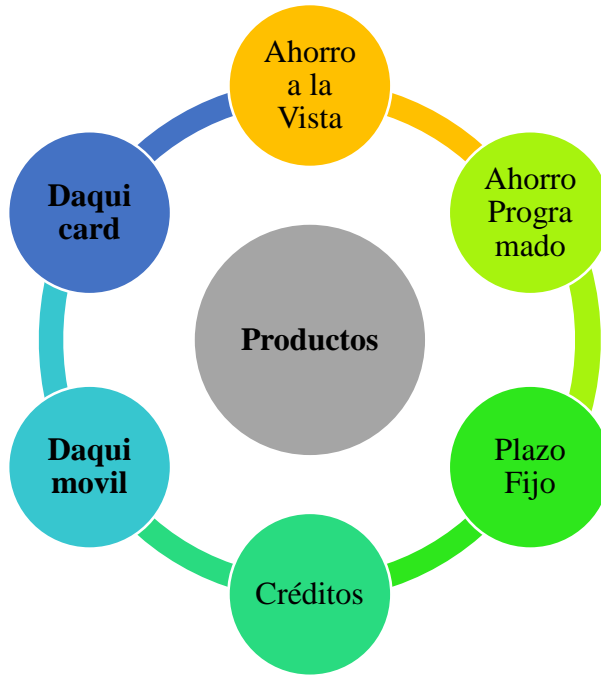 Ahorro
a la
Vista
Ahorro
Progra
mado
Plazo
Fijo
Créditos
Daqui
movil
Daqui
card
Productos